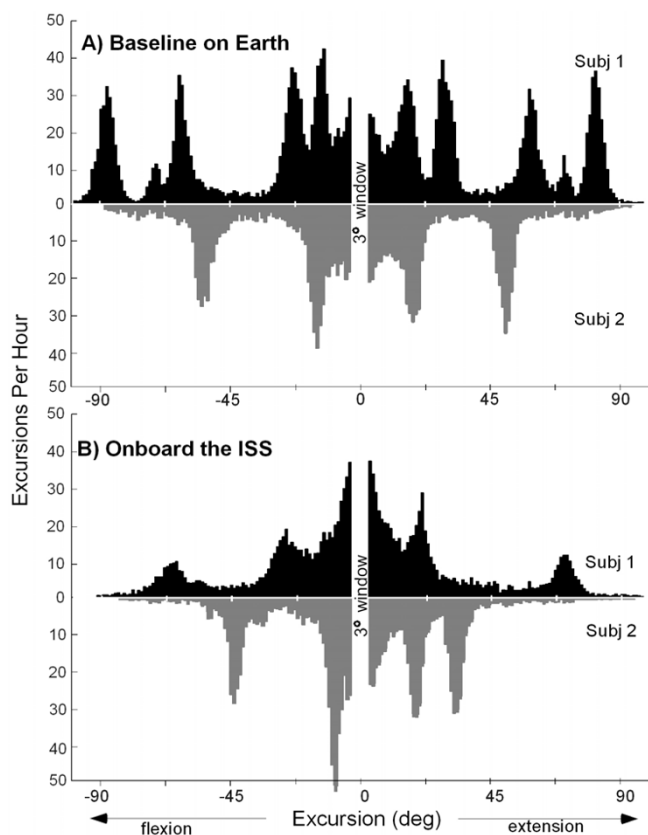 50
A) Baseline on Earth
40
Subj 1
30
20
10
0
3° window
10
20
30
Subj 2
40
50
-90 -45 0 45 90
Excursions Per Hour
50
B) Onboard the ISS
40
30
20
10
Subj 1
0
3° window
Subj 2
10
20
30
40
50
-90 -45 0 45 90
flexion Excursion (deg) extension